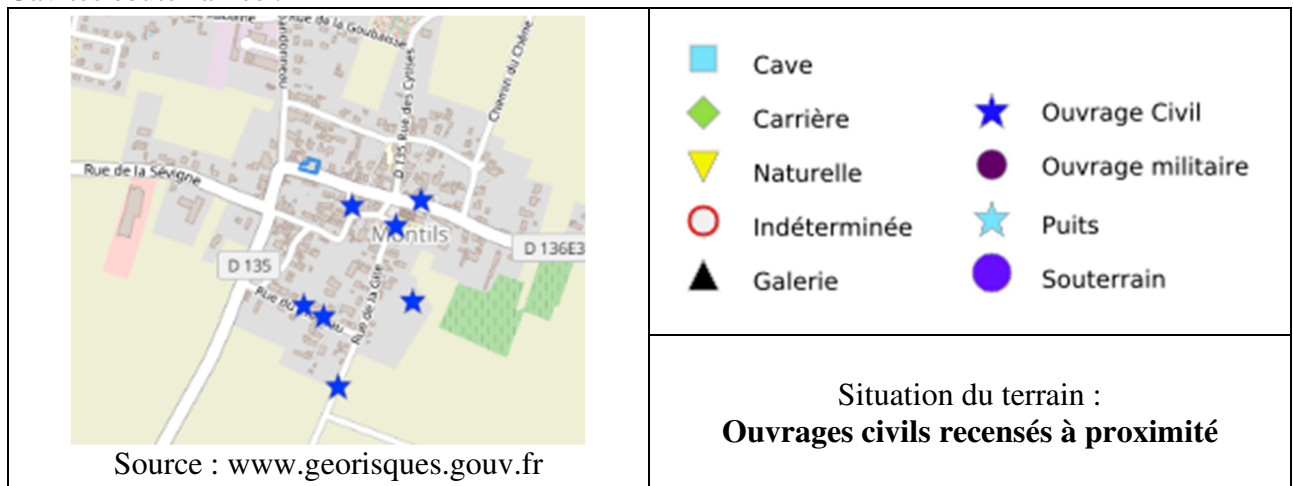 Rue de la Goubaisse
D 135 Rue des Cytises
Chemin du Chêne
Rue de la Sévigne
Montils
D 136E3
D 135
Rue de la Gare
Source : www.georisques.gouv.fr
Cave
Carrière
Naturelle
Indéterminée
Galerie
Ouvrage Civil
Ouvrage militaire
Puits
Souterrain
Situation du terrain :
Ouvrages civils recensés à proximité